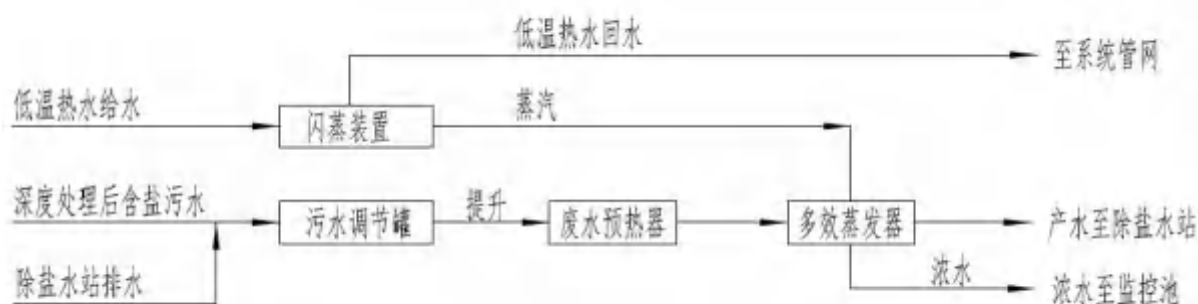 低温热水回水
至系统管网
低温热水给水
闪蒸装置
蒸汽
深度处理后含盐污水
污水调节罐
提升
废水预热器
多效蒸发器
产水至除盐水站
除盐水站排水
浓水
浓水至监控池